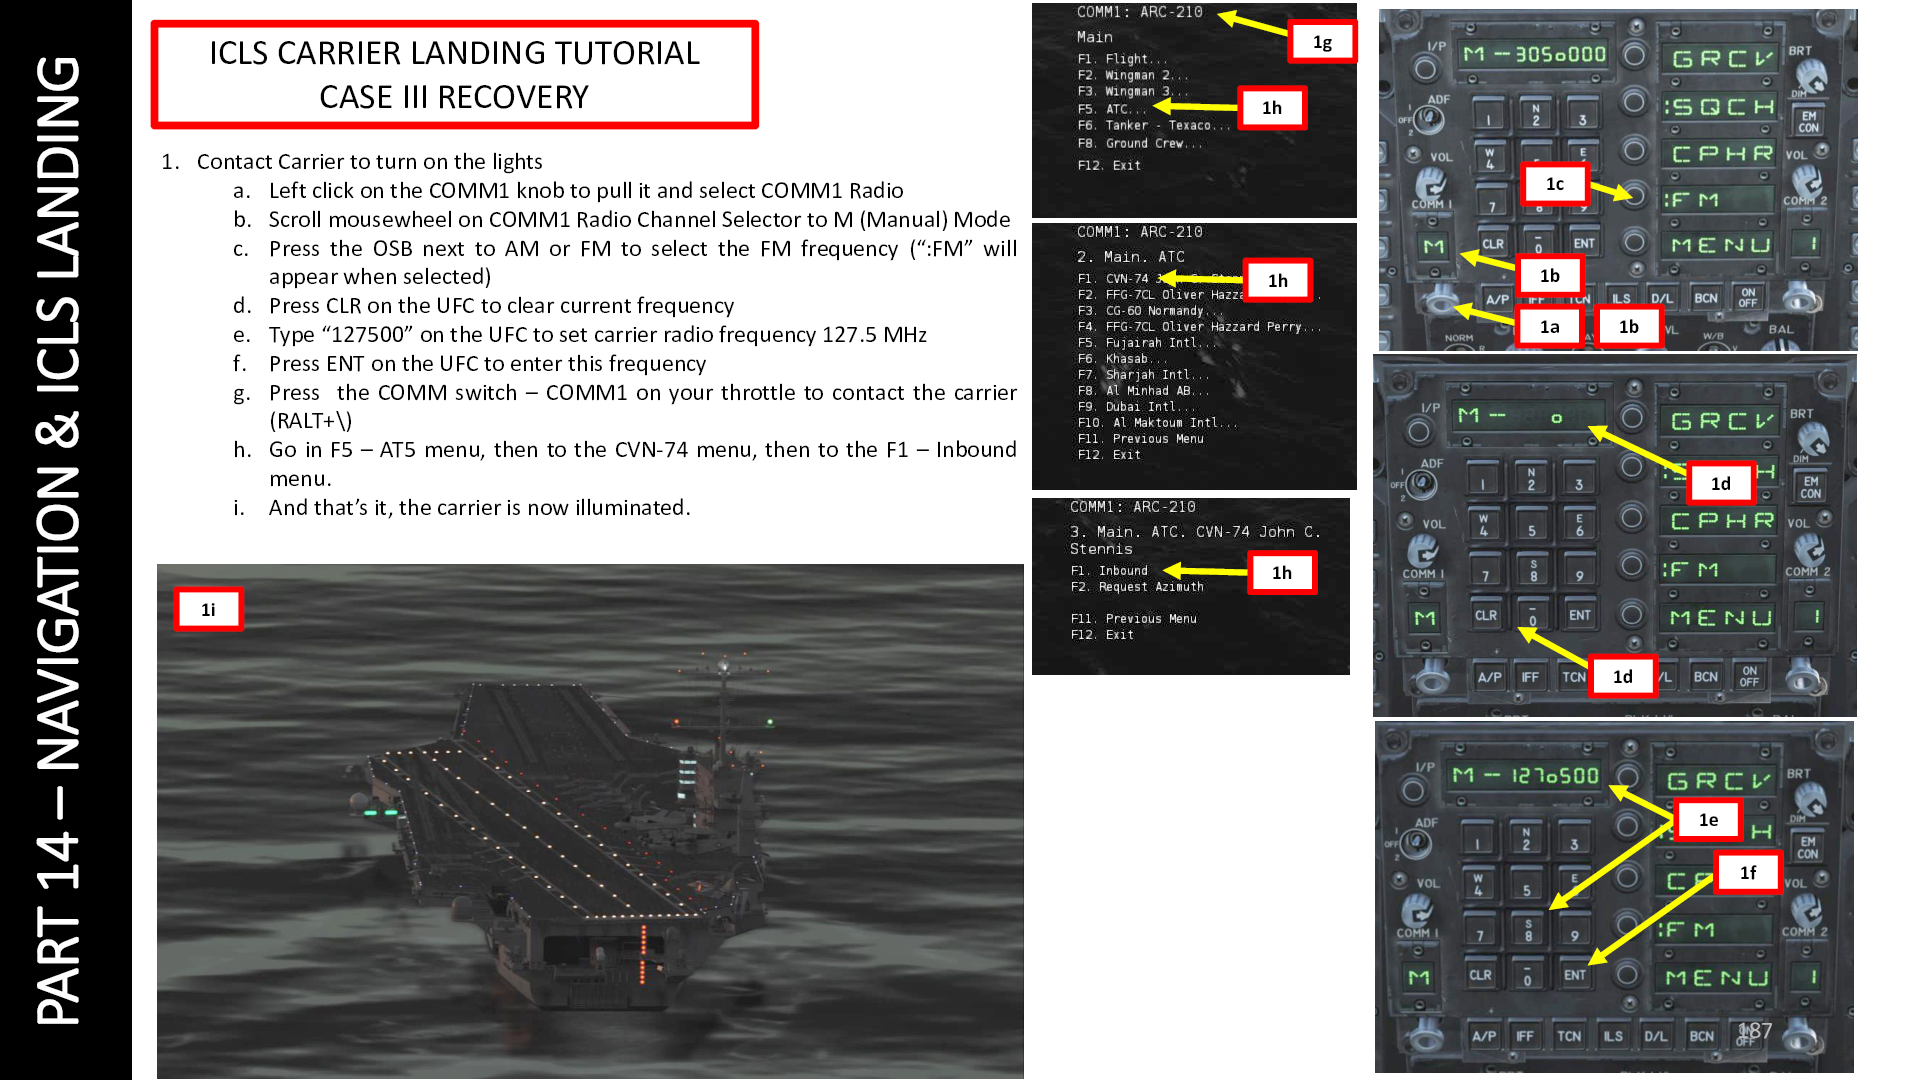 PART 14 – NAVIGATION & ICLS LANDING
ICLS CARRIER LANDING TUTORIAL
CASE III RECOVERY
1. Contact Carrier to turn on the lights
a. Left click on the COMM1 knob to pull it and select COMM1 Radio
b. Scroll mousewheel on COMM1 Radio Channel Selector to M (Manual) Mode
c. Press the OSB next to AM or FM to select the FM frequency (“:FM” will
appear when selected)
d. Press CLR on the UFC to clear current frequency
e. Type “127500” on the UFC to set carrier radio frequency 127.5 MHz
f. Press ENT on the UFC to enter this frequency
g. Press the COMM switch – COMM1 on your throttle to contact the carrier
(RALT+\)
h. Go in F5 – AT5 menu, then to the CVN-74 menu, then to the F1 – Inbound
menu.
i. And that’s it, the carrier is now illuminated.
1i
COMM1: ARC-210
1g
Main
F1. Flight...
F2. Wingman 2...
F3. Wingman 3...
F5. ATC...
1h
F6. Tanker - Texaco...
F8. Ground Crew...
F12. Exit
COMM1: ARC-210
2. Main. ATC
F1. CVN-74
1h
F2. FFG-7CL Oliver
F3. CG-60 Normandy...
F4. FFG-7CL Oliver Hazzard Perry...
F5. Fujairah Intl...
F6. Khasab...
F7. Sharjah Intl...
F8. Al Minhad AB...
F9. Dubai Intl...
F10. Al Maktoum Intl...
F11. Previous Menu
F12. Exit
COMM1: ARC-210
3. Main. ATC. CVN-74 John C.
Stennis
F1. Inbound
1h
F2. Request Azimuth
F11. Previous Menu
F12. Exit
I/P
M --305o000
GRCV
BRT
ADF
1
OFF
2
1
N
2
3
:SQCH
DIM
EM
CON
VOL
W
4
E
CPHR
VOL
1c
COMM 1
7
:FM
COMM 2
M
CLR
–
0
ENT
MENU
1
1b
A/P
IFF
TCN
ILS
D/L
BCN
ON
OFF
1a
1b
NORM
W/B
BAL
I/P
M -- o
GRCV
BRT
ADF
1
OFF
2
1
N
2
3
1d
DIM
EM
CON
VOL
W
4
5
E
6
CPHR
VOL
COMM 1
7
S
8
9
:FM
COMM 2
M
CLR
–
0
ENT
MENU
1
A/P
IFF
TCN
1d
BCN
ON
OFF
I/P
M --127o500
GRCV
BRT
1e
ADF
1
OFF
2
1
N
2
3
H
DIM
EM
CON
VOL
W
4
5
E
1f
VOL
COMM 1
7
S
8
9
:FM
COMM 2
M
CLR
–
0
ENT
MENU
1
A/P
IFF
TCN
ILS
D/L
BCN
OFF
187